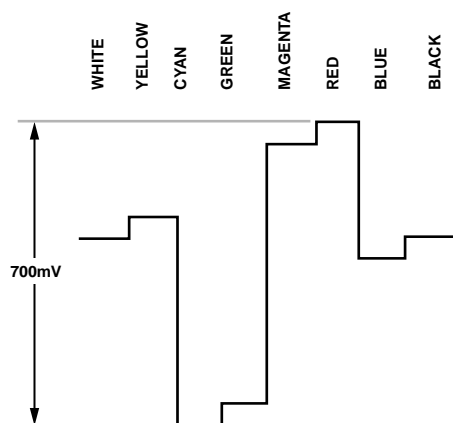 WHITE
YELLOW
CYAN
GREEN
MAGENTA
RED
BLUE
BLACK
700mV